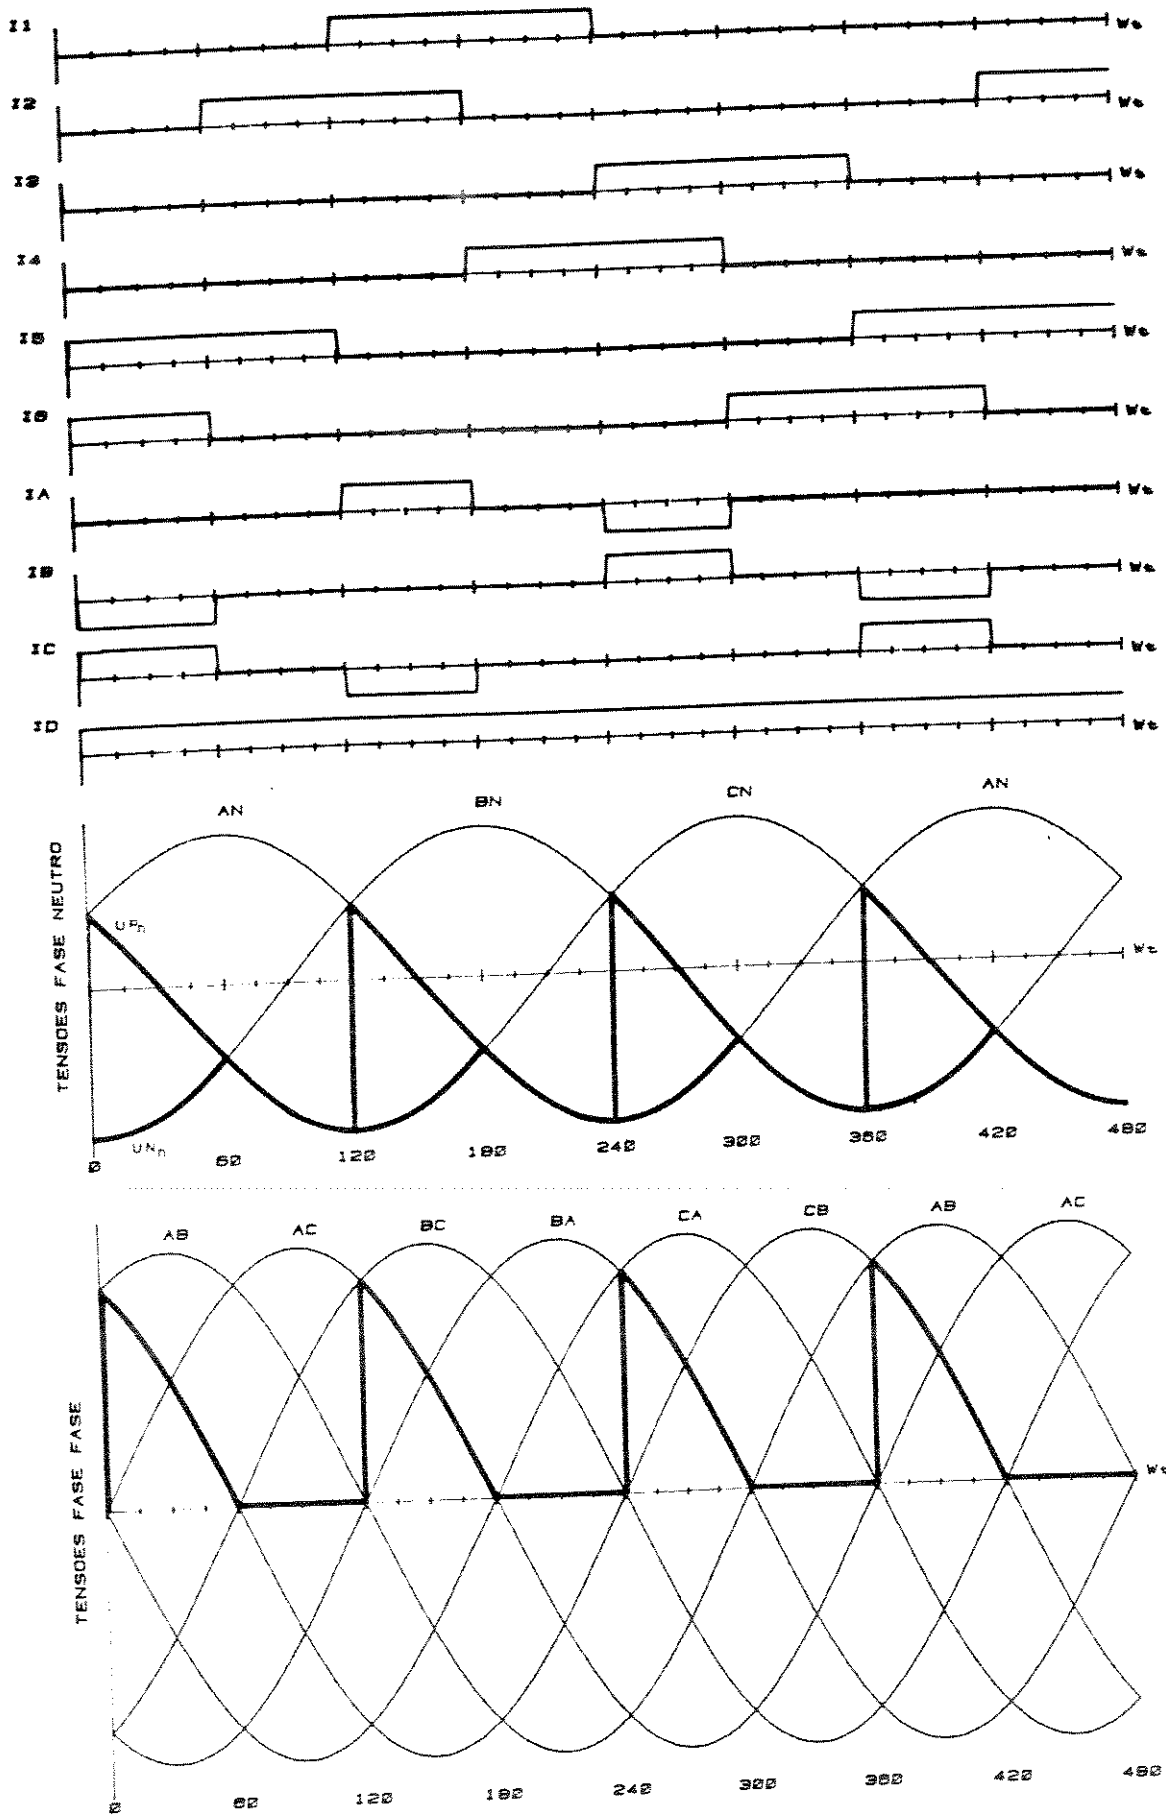 I1 Wt
I2 Wt
I3 Wt
I4 Wt
I5 Wt
I6 Wt
IA Wt
IB Wt
IC Wt
ID Wt
AN BN CN AN
TENSOES FASE NEUTRO
UPn
Wt
UNn
0 60 120 180 240 300 360 420 480
AB AC BC BA CA CB AB AC
TENSOES FASE FASE
Wt
0 60 120 180 240 300 360 420 480